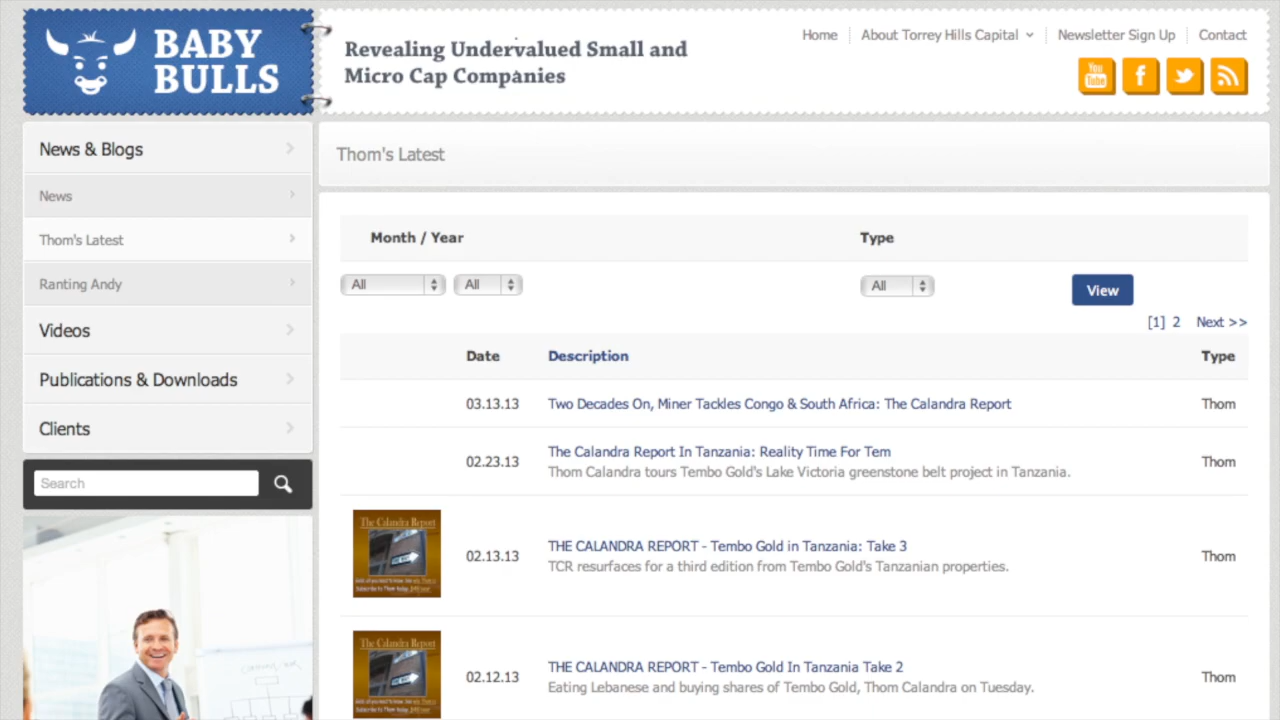 BABY
BULLS
Revealing Undervalued Small and
Micro Cap Companies
Home
About Torrey Hills Capital
Newsletter Sign Up
Contact
You
Tube
News & Blogs
News
Thom's Latest
Ranting Andy
Videos
Publications & Downloads
Clients
Search
Thom's Latest
Month / Year
Type
All
All
All
View
[1] 2 Next >>
Date
Description
Type
03.13.13
Two Decades On, Miner Tackles Congo & South Africa: The Calandra Report
Thom
02.23.13
The Calandra Report In Tanzania: Reality Time For Tem
Thom Calandra tours Tembo Gold's Lake Victoria greenstone belt project in Tanzania.
Thom
The Calandra Report
02.13.13
THE CALANDRA REPORT - Tembo Gold in Tanzania: Take 3
TCR resurfaces for a third edition from Tembo Gold's Tanzanian properties.
Thom
The Calandra Report
02.12.13
THE CALANDRA REPORT - Tembo Gold In Tanzania Take 2
Eating Lebanese and buying shares of Tembo Gold, Thom Calandra on Tuesday.
Thom